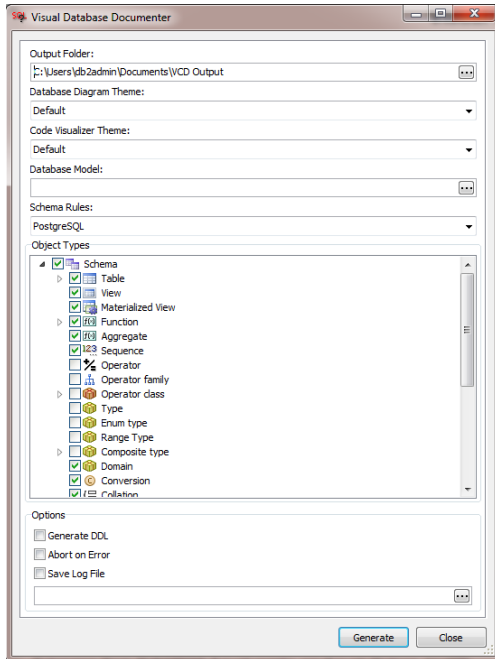 SQL Visual Database Documenter
Output Folder:
C:\Users\db2admin\Documents\VCD Output
Database Diagram Theme:
Default
Code Visualizer Theme:
Default
Database Model:
Schema Rules:
PostgreSQL
Object Types
Schema
Table
View
Materialized View
f(x) Function
f(x) Aggregate
123 Sequence
Operator
Operator family
Operator class
Type
Enum type
Range Type
Composite type
Domain
C Conversion
Collation
Options
Generate DDL
Abort on Error
Save Log File
Generate
Close